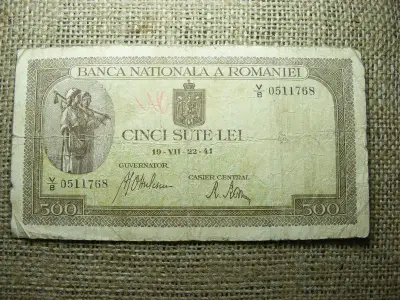 BANCA NATIONALA A ROMANIEI
V/8 0511768
CINCI SUTE LEI
19-VII-22-41
GUVERNATOR
CASIER CENTRAL
V/8 0511768
500
500